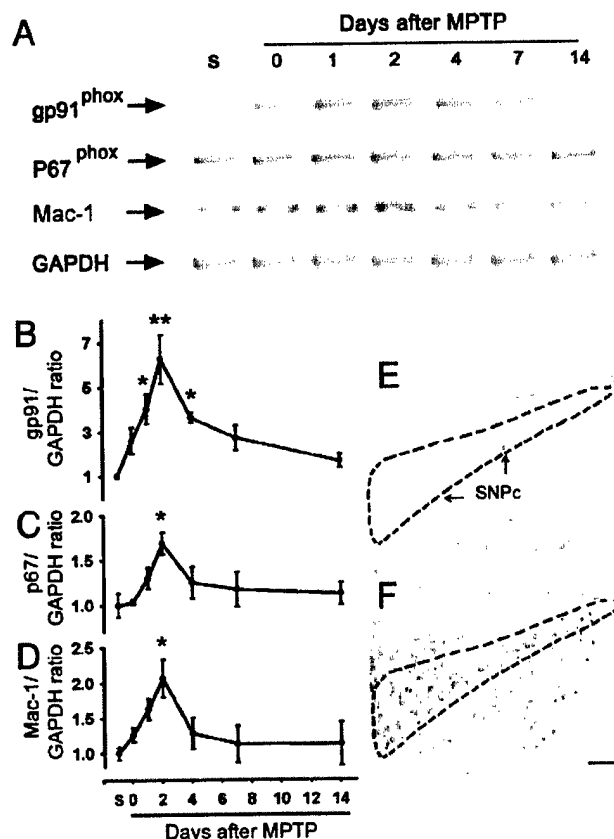 A
Days after MPTP
S 0 1 2 4 7 14
gp91phox
P67phox
Mac-1
GAPDH
B
** * *
7
5
3
1
gp91/
GAPDH ratio
C
*
2.0
1.5
1.0
p67/
GAPDH ratio
D
*
2.5
2.0
1.5
1.0
Mac-1/
GAPDH ratio
S 0 2 4 6 8 10 12 14
Days after MPTP
E
SNPc
F